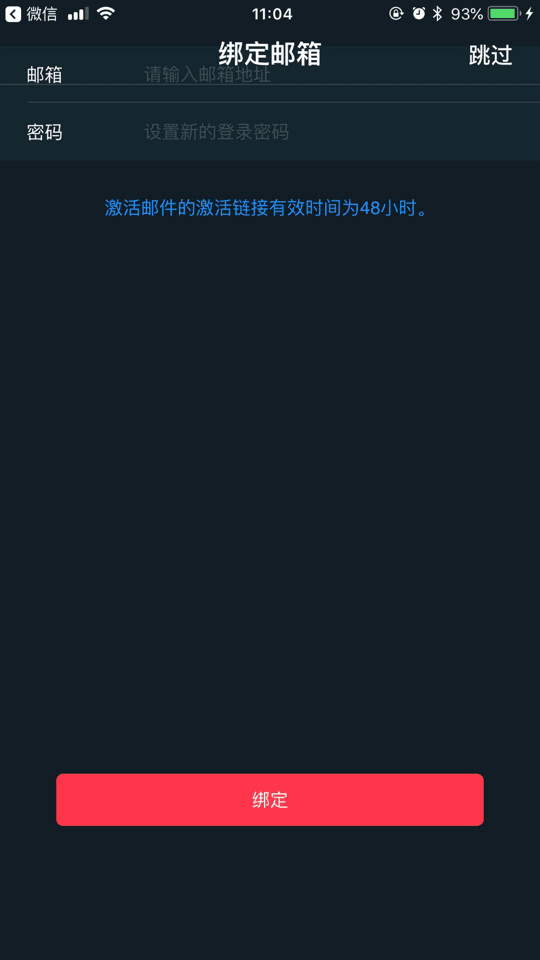 微信 11:04 93%
绑定邮箱 跳过
邮箱 请输入邮箱地址
密码 设置新的登录密码
激活邮件的激活链接有效时间为48小时。
绑定